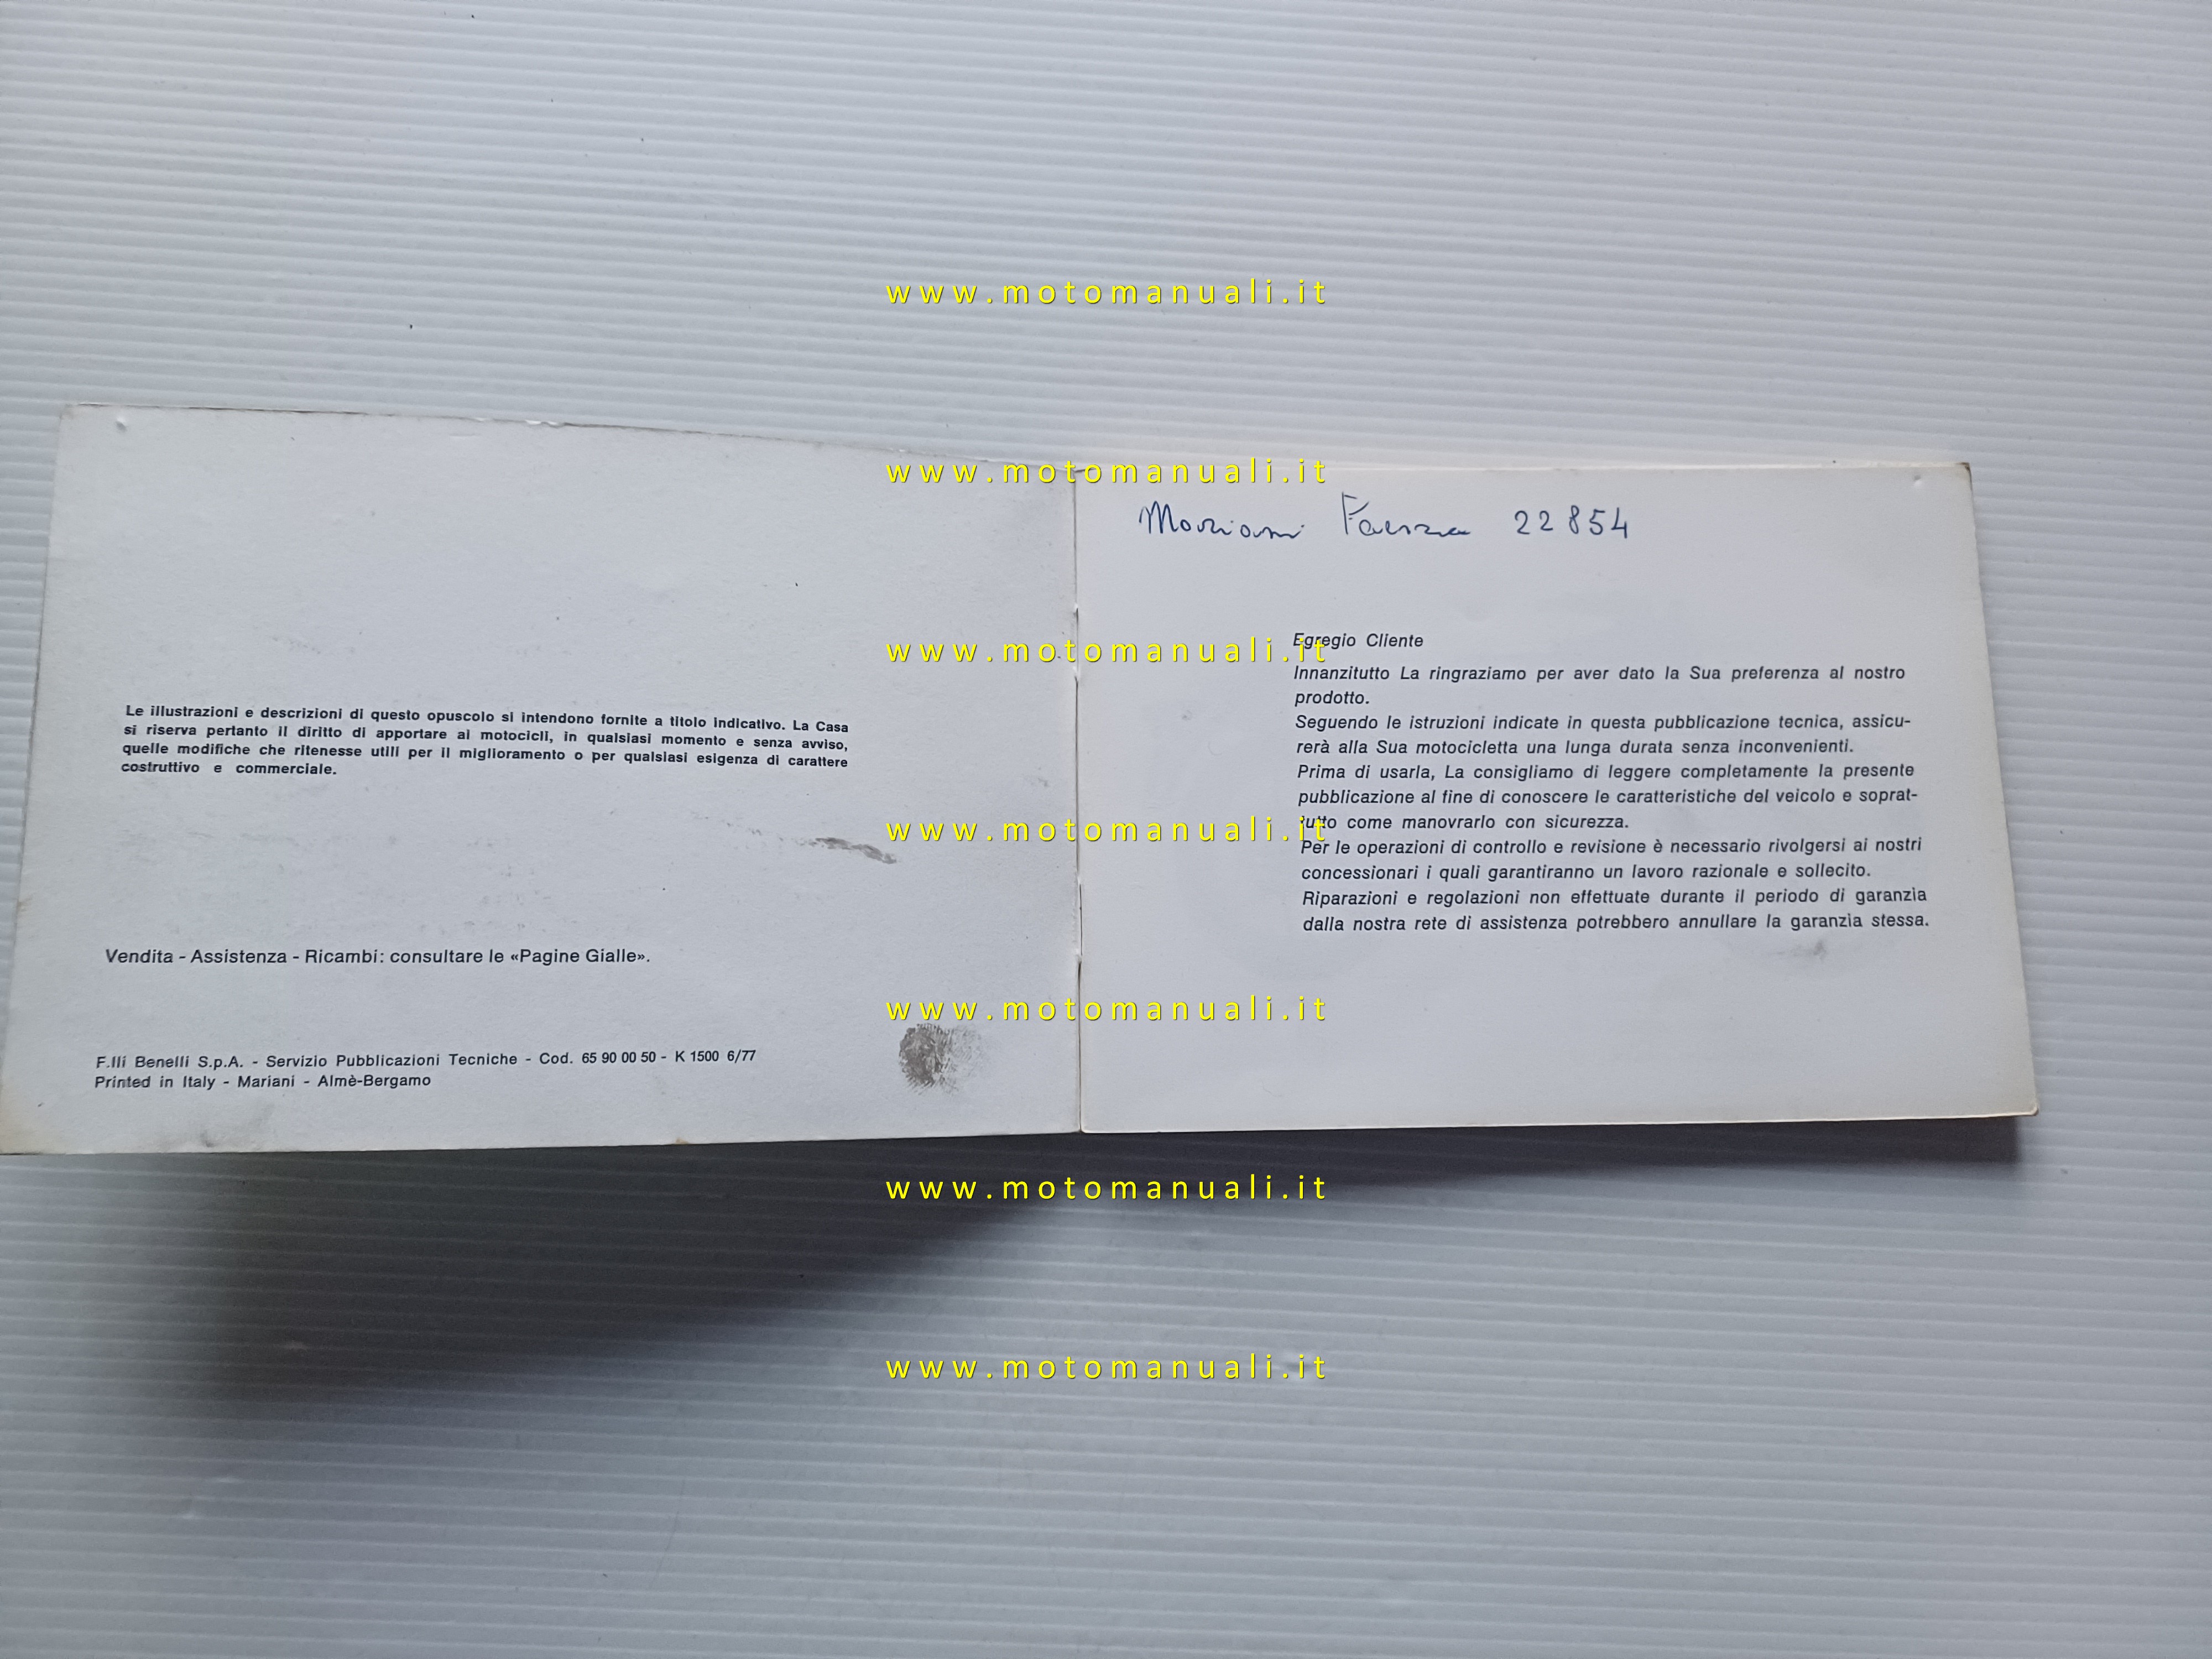 www.motomanuali.it
www.motomanuali.it
Le illustrazioni e descrizioni di questo opuscolo si intendono fornite a titolo indicativo. La Casa
si riserva pertanto il diritto di apportare ai motocicli, in qualsiasi momento e senza avviso,
quelle modifiche che ritenesse utili per il miglioramento o per qualsiasi esigenza di carattere
costruttivo e commerciale.
Vendita - Assistenza - Ricambi: consultare le «Pagine Gialle».
F.lli Benelli S.p.A. - Servizio Pubblicazioni Tecniche - Cod. 65 90 00 50 - K 1500 6/77
Printed in Italy - Mariani - Almè-Bergamo
Mariani Faenza 22854
Egregio Cliente
www.motomanuali.it
Innanzitutto La ringraziamo per aver dato la Sua preferenza al nostro
prodotto.
Seguendo le istruzioni indicate in questa pubblicazione tecnica, assicu-
rerà alla Sua motocicletta una lunga durata senza inconvenienti.
Prima di usarla, La consigliamo di leggere completamente la presente
pubblicazione al fine di conoscere le caratteristiche del veicolo e soprat-
tutto come manovrarlo con sicurezza.
www.motomanuali.it
Per le operazioni di controllo e revisione è necessario rivolgersi ai nostri
concessionari i quali garantiranno un lavoro razionale e sollecito.
Riparazioni e regolazioni non effettuate durante il periodo di garanzia
dalla nostra rete di assistenza potrebbero annullare la garanzia stessa.
www.motomanuali.it
www.motomanuali.it
www.motomanuali.it